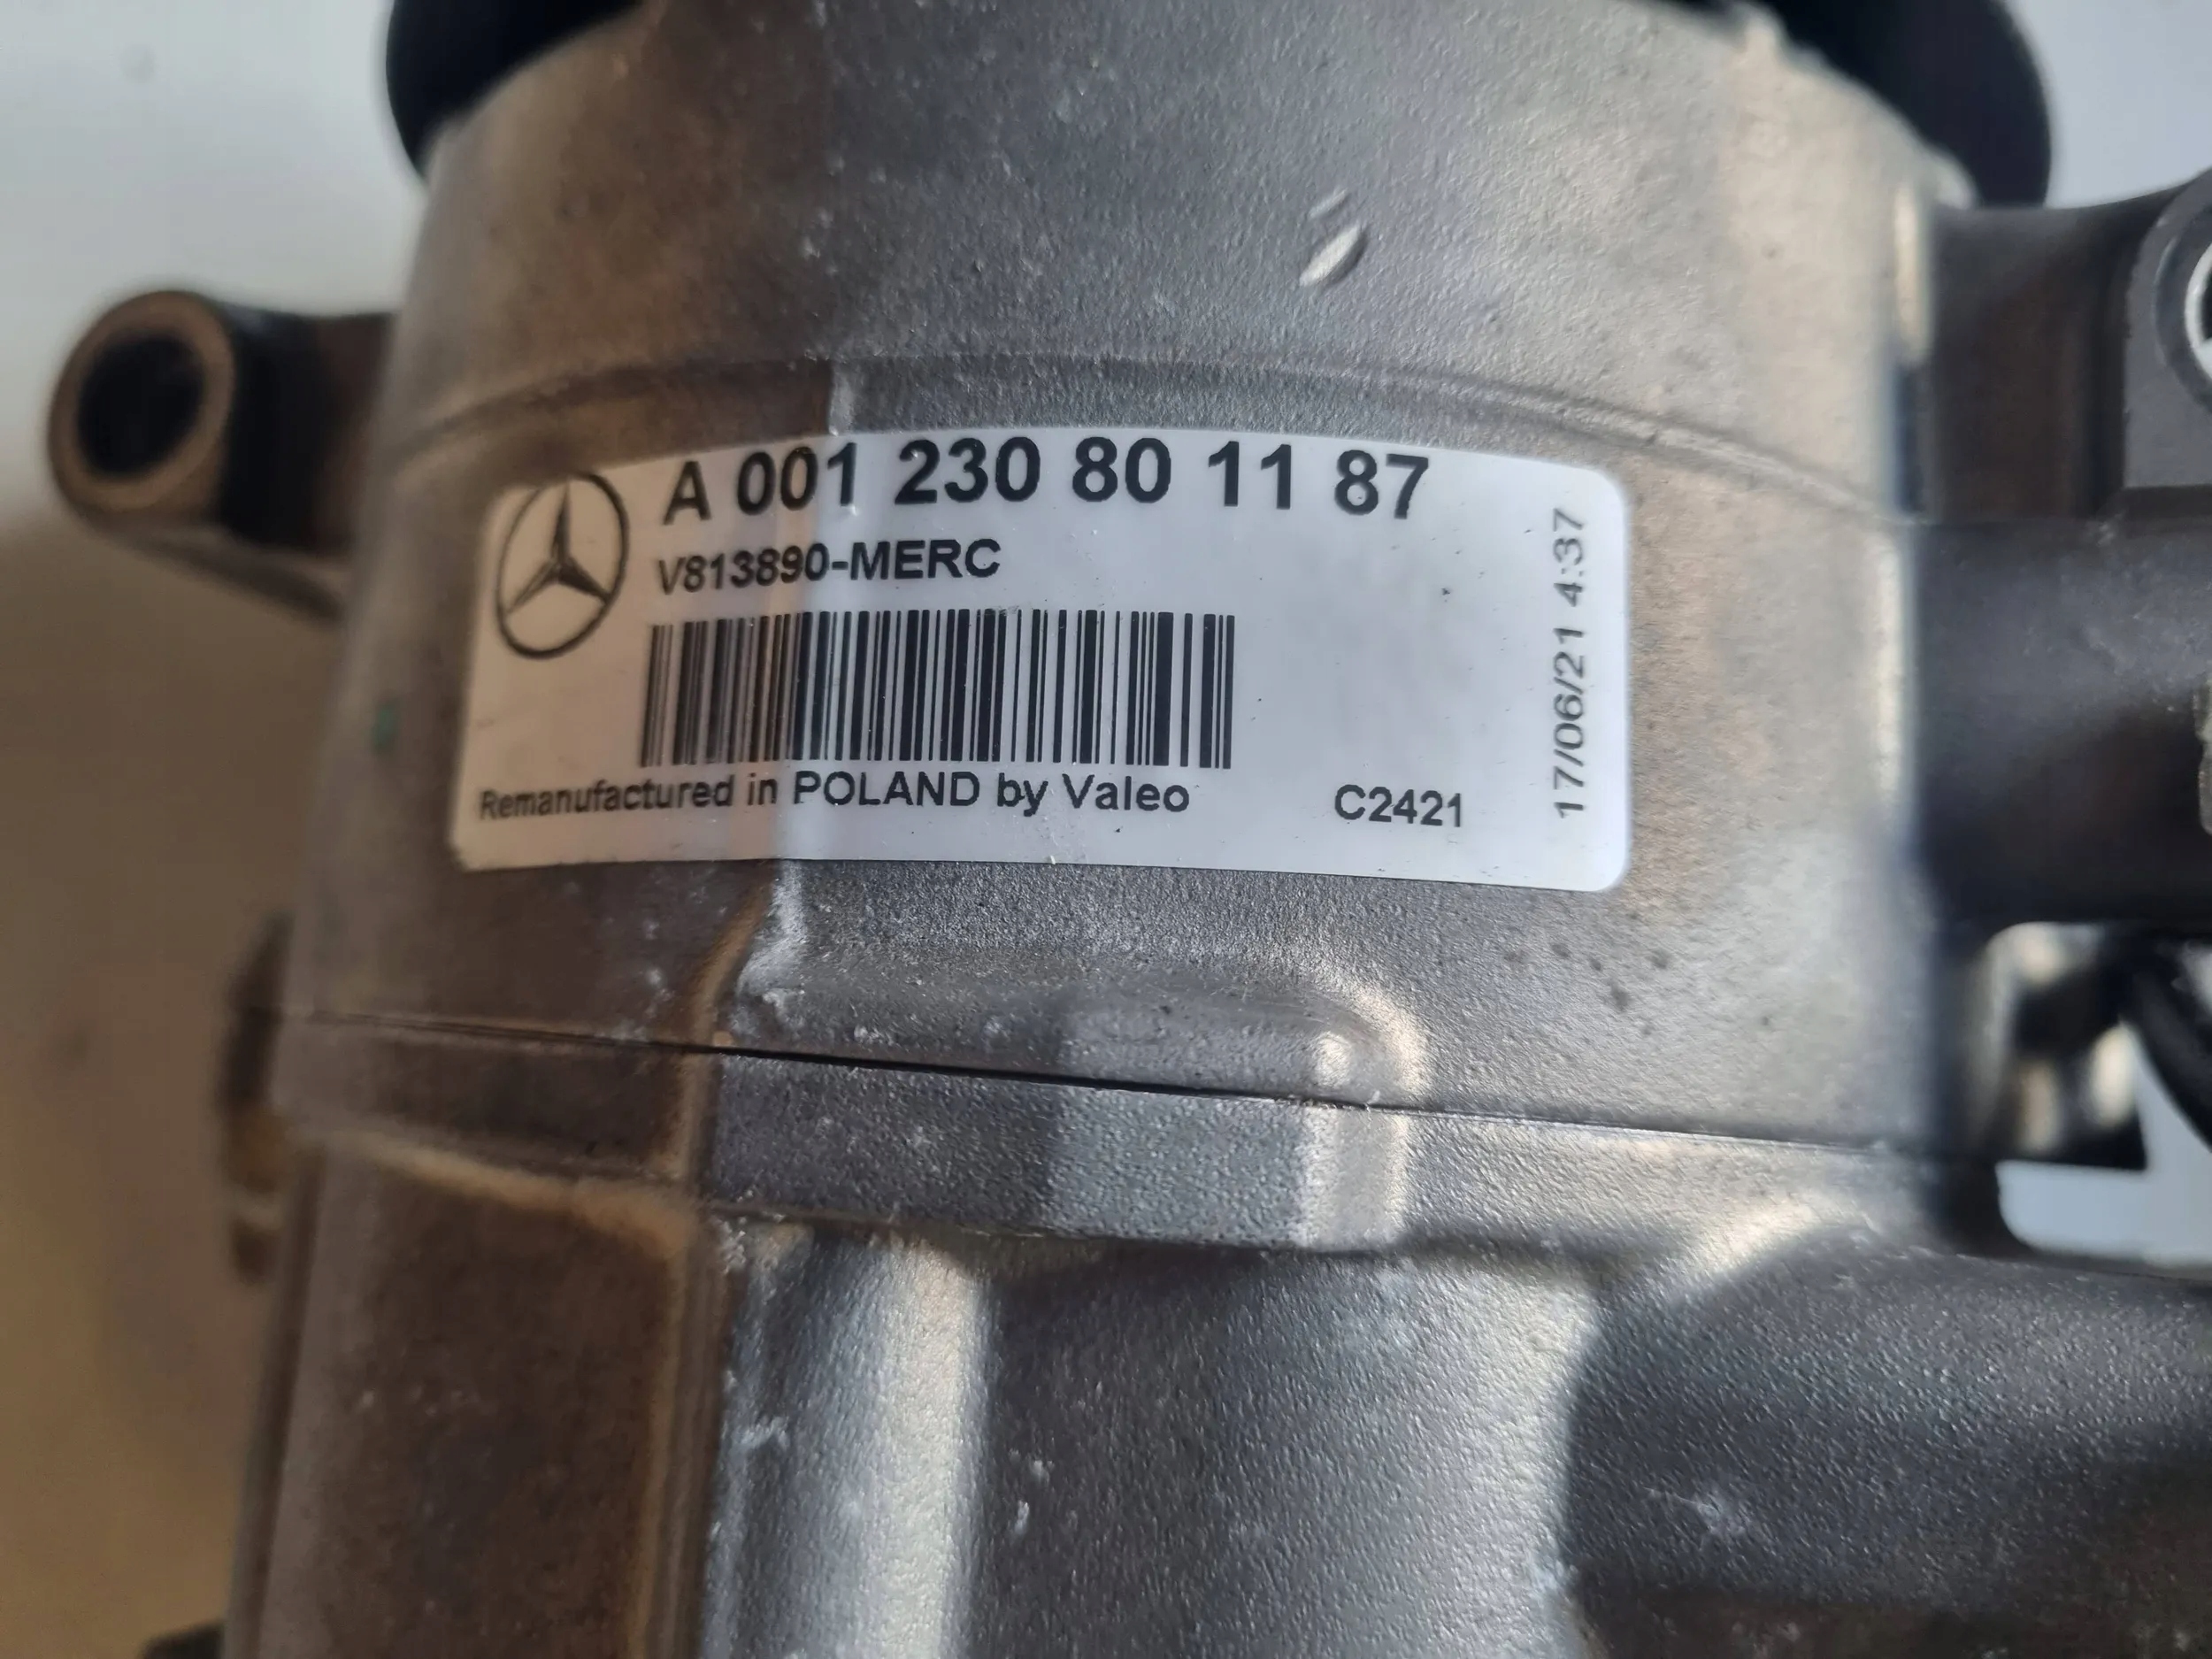 A 001 230 80 11 87
V813890-MERC
Remanufactured in POLAND by Valeo
C2421
17/06/21 4:37